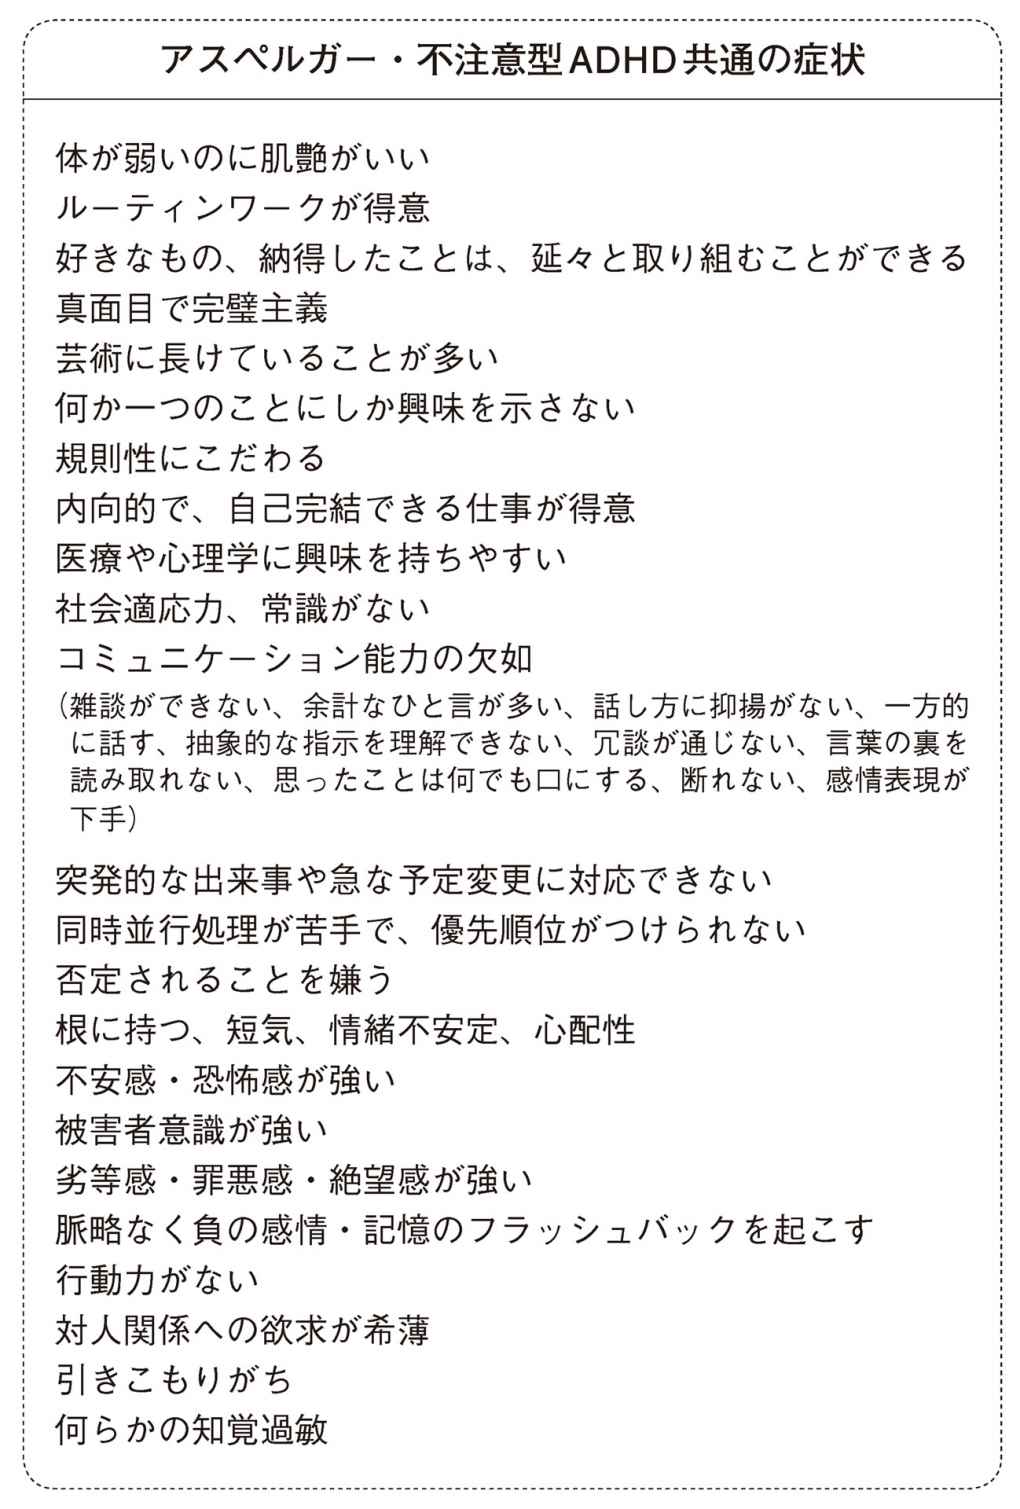 アスペルガー・不注意型ADHD共通の症状
体が弱いのに肌艶がいい
ルーティンワークが得意
好きなもの、納得したことは、延々と取り組むことができる
真面目で完璧主義
芸術に長けていることが多い
何か一つのことにしか興味を示さない
規則性にこだわる
内向的で、自己完結できる仕事が得意
医療や心理学に興味を持ちやすい
社会適応力、常識がない
コミュニケーション能力の欠如
（雑談ができない、余計なひと言が多い、話し方に抑揚がない、一方的
に話す、抽象的な指示を理解できない、冗談が通じない、言葉の裏を
読み取れない、思ったことは何でも口にする、断れない、感情表現が
下手）
突発的な出来事や急な予定変更に対応できない
同時並行処理が苦手で、優先順位がつけられない
否定されることを嫌う
根に持つ、短気、情緒不安定、心配性
不安感・恐怖感が強い
被害者意識が強い
劣等感・罪悪感・絶望感が強い
脈略なく負の感情・記憶のフラッシュバックを起こす
行動力がない
対人関係への欲求が希薄
引きこもりがち
何らかの知覚過敏